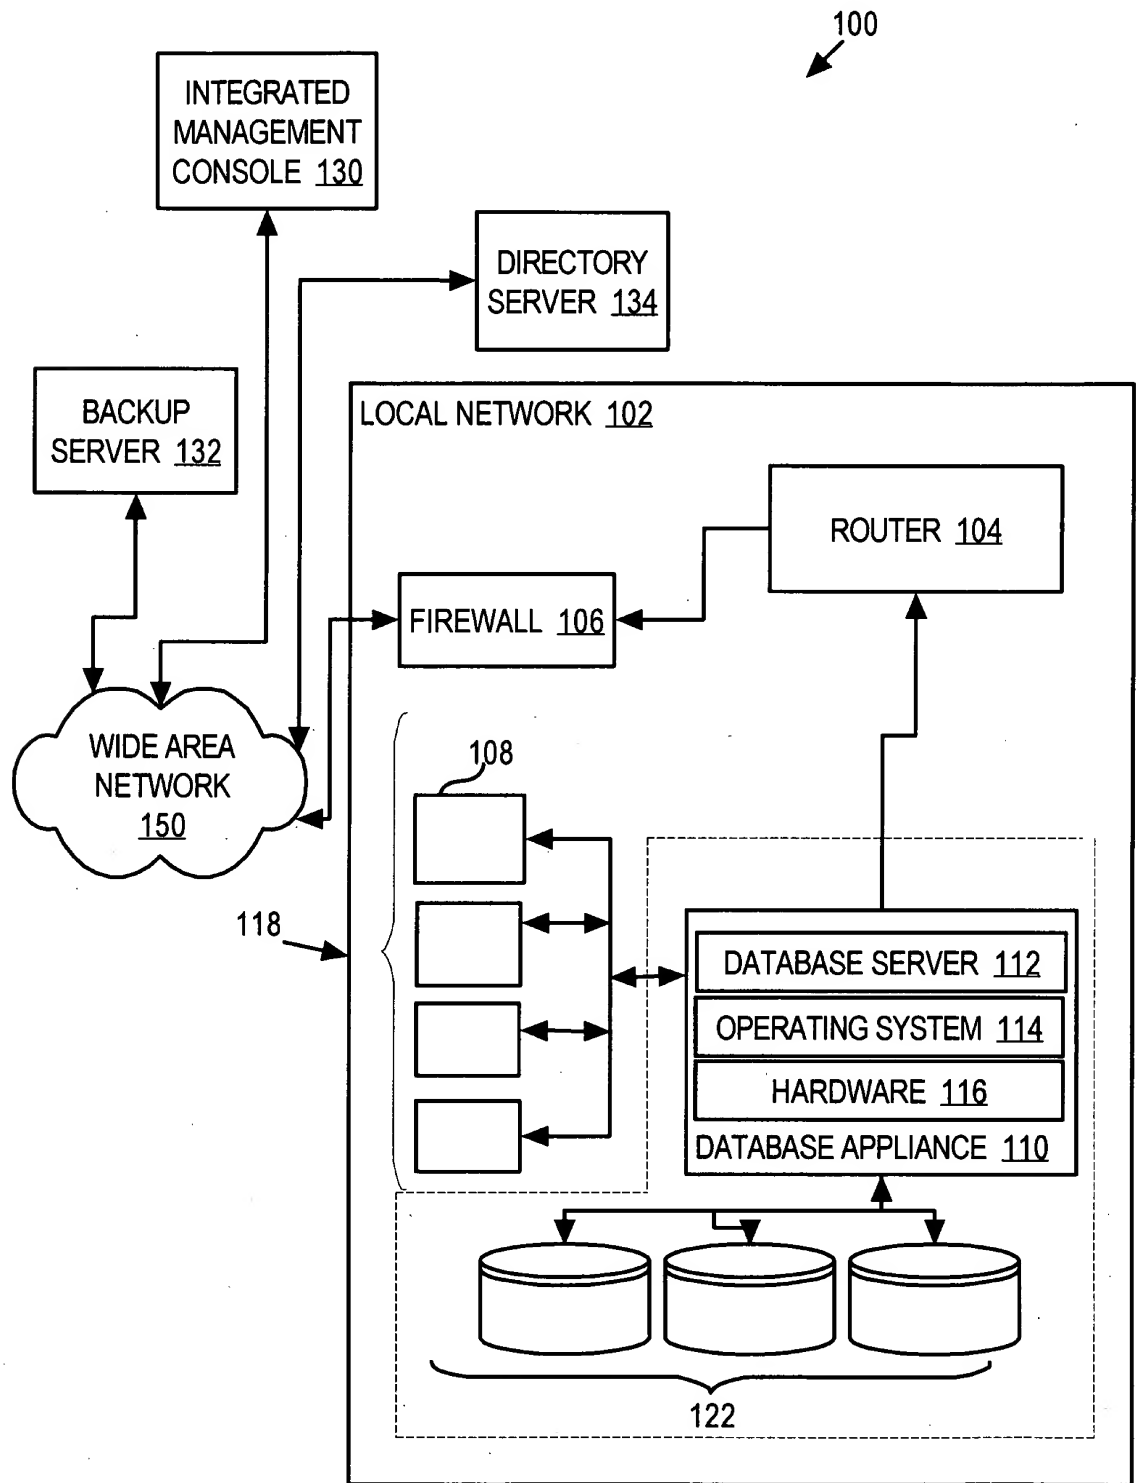 100
INTEGRATED
MANAGEMENT
CONSOLE 130
DIRECTORY
SERVER 134
BACKUP
SERVER 132
LOCAL NETWORK 102
ROUTER 104
FIREWALL 106
WIDE AREA
NETWORK
150
108
118
DATABASE SERVER 112
OPERATING SYSTEM 114
HARDWARE 116
DATABASE APPLIANCE 110
122